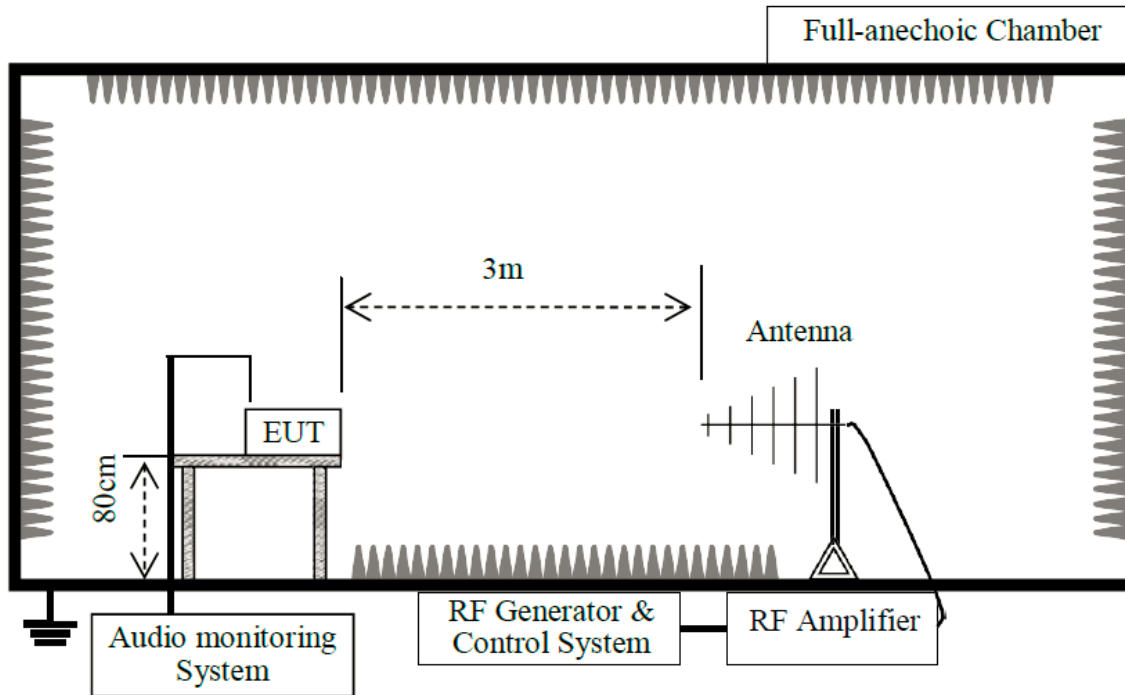 Full-anechoic Chamber
3m
Antenna
EUT
80cm
Audio monitoring
System
RF Generator &
Control System
RF Amplifier